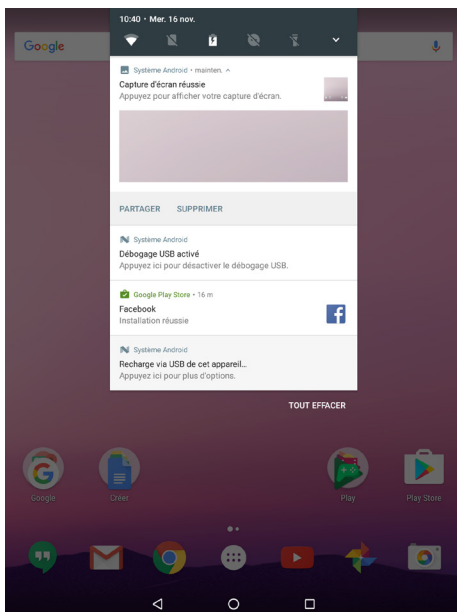 10:40 • Mer. 16 nov.
Google
Système Android • mainten. ^
Capture d'écran réussie
Appuyez pour afficher votre capture d'écran.
PARTAGER SUPPRIMER
Système Android
Débogage USB activé
Appuyez ici pour désactiver le débogage USB.
Google Play Store • 16 m
Facebook
Installation réussie
Système Android
Recharge via USB de cet appareil...
Appuyez ici pour plus d'options.
TOUT EFFACER
Google Créer Play Play Store